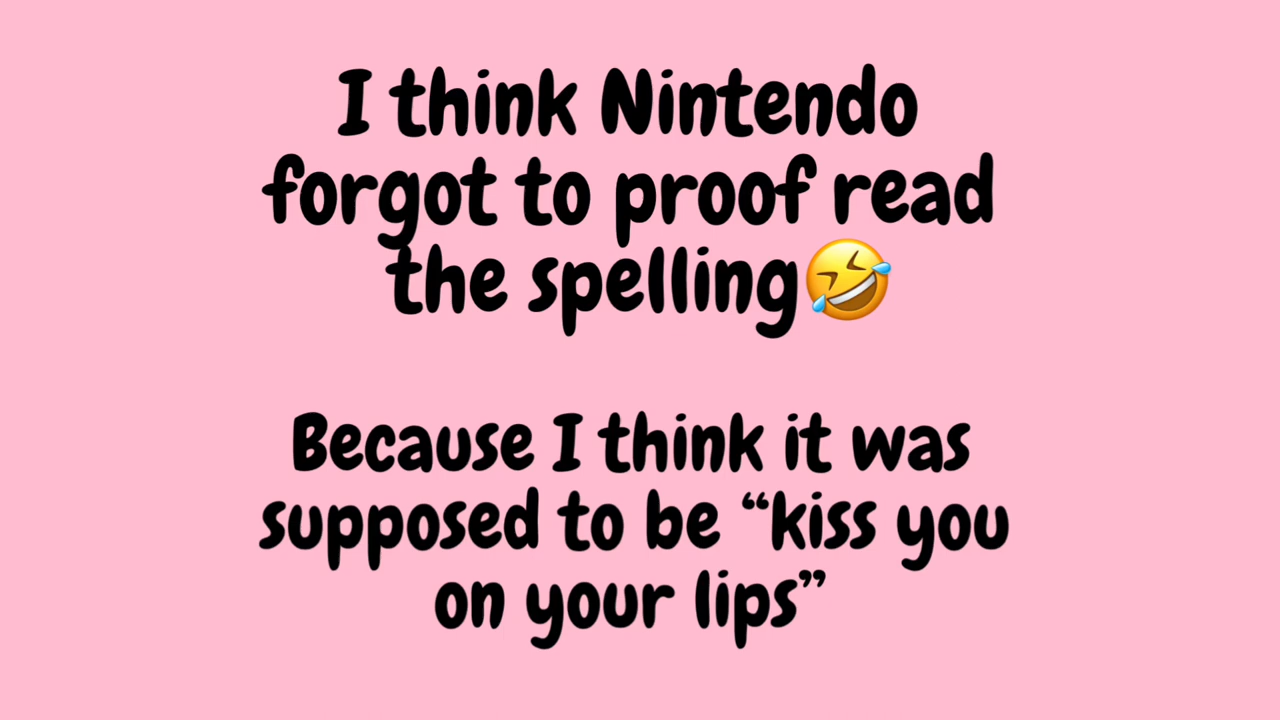 I think Nintendo
forgot to proof read
the spelling🤣
Because I think it was
supposed to be “kiss you
on your lips”